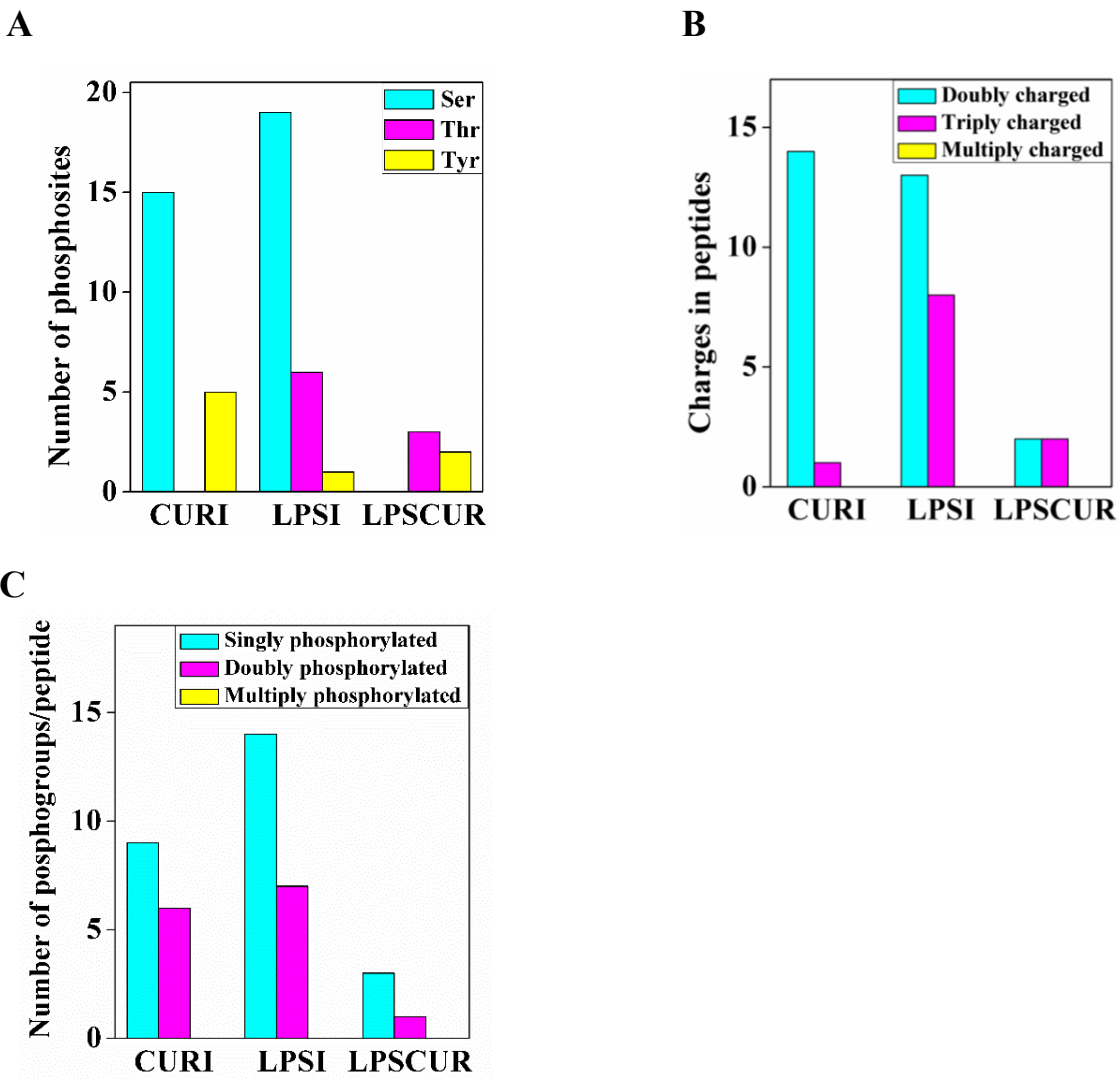 A
Number of phosphosites
20
15
10
5
0
Ser
Thr
Tyr
CURI LPSI LPSCUR
B
Charges in peptides
15
10
5
0
Doubly charged
Triply charged
Multiply charged
CURI LPSI LPSCUR
C
Number of posphogroups/peptide
15
10
5
0
Singly phosphorylated
Doubly phosphorylated
Multiply phosphorylated
CURI LPSI LPSCUR